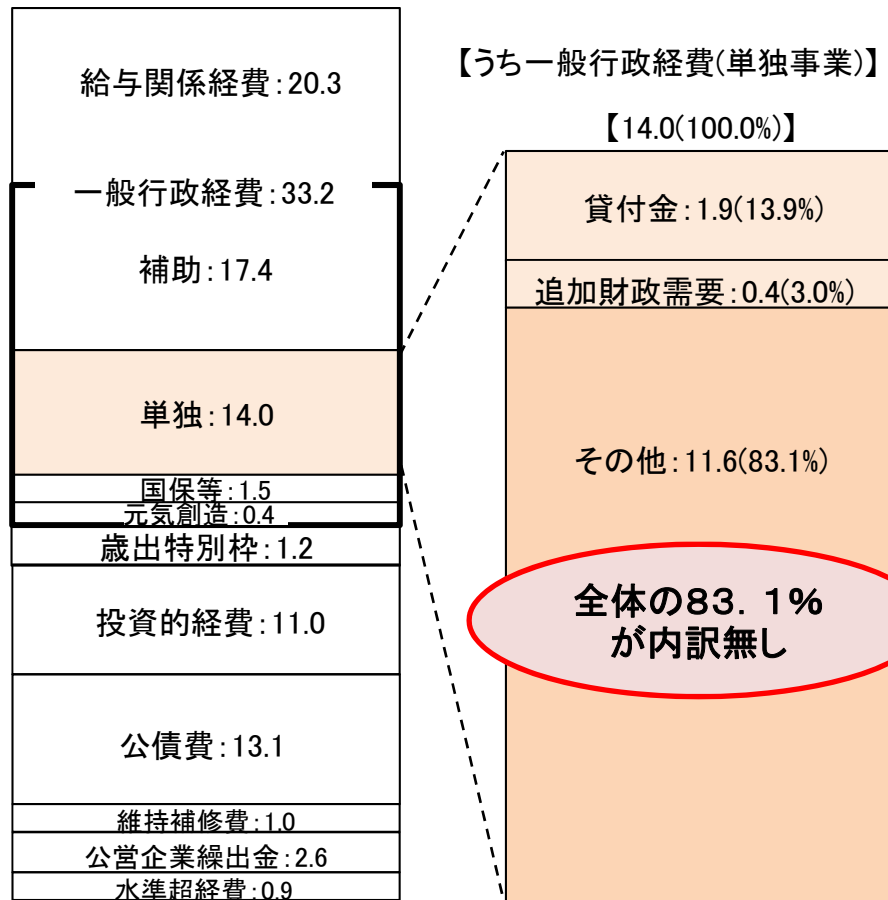 給与関係経費：20.3
一般行政経費：33.2
補助：17.4
単独：14.0
国保等：1.5
元気創造：0.4
歳出特別枠：1.2
投資的経費：11.0
公債費：13.1
維持補修費：1.0
公営企業繰出金：2.6
水準超経費：0.9
【うち一般行政経費(単独事業)】
【14.0(100.0%)】
貸付金：1.9(13.9%)
追加財政需要：0.4(3.0%)
その他：11.6(83.1%)
全体の８３．１％
が内訳無し